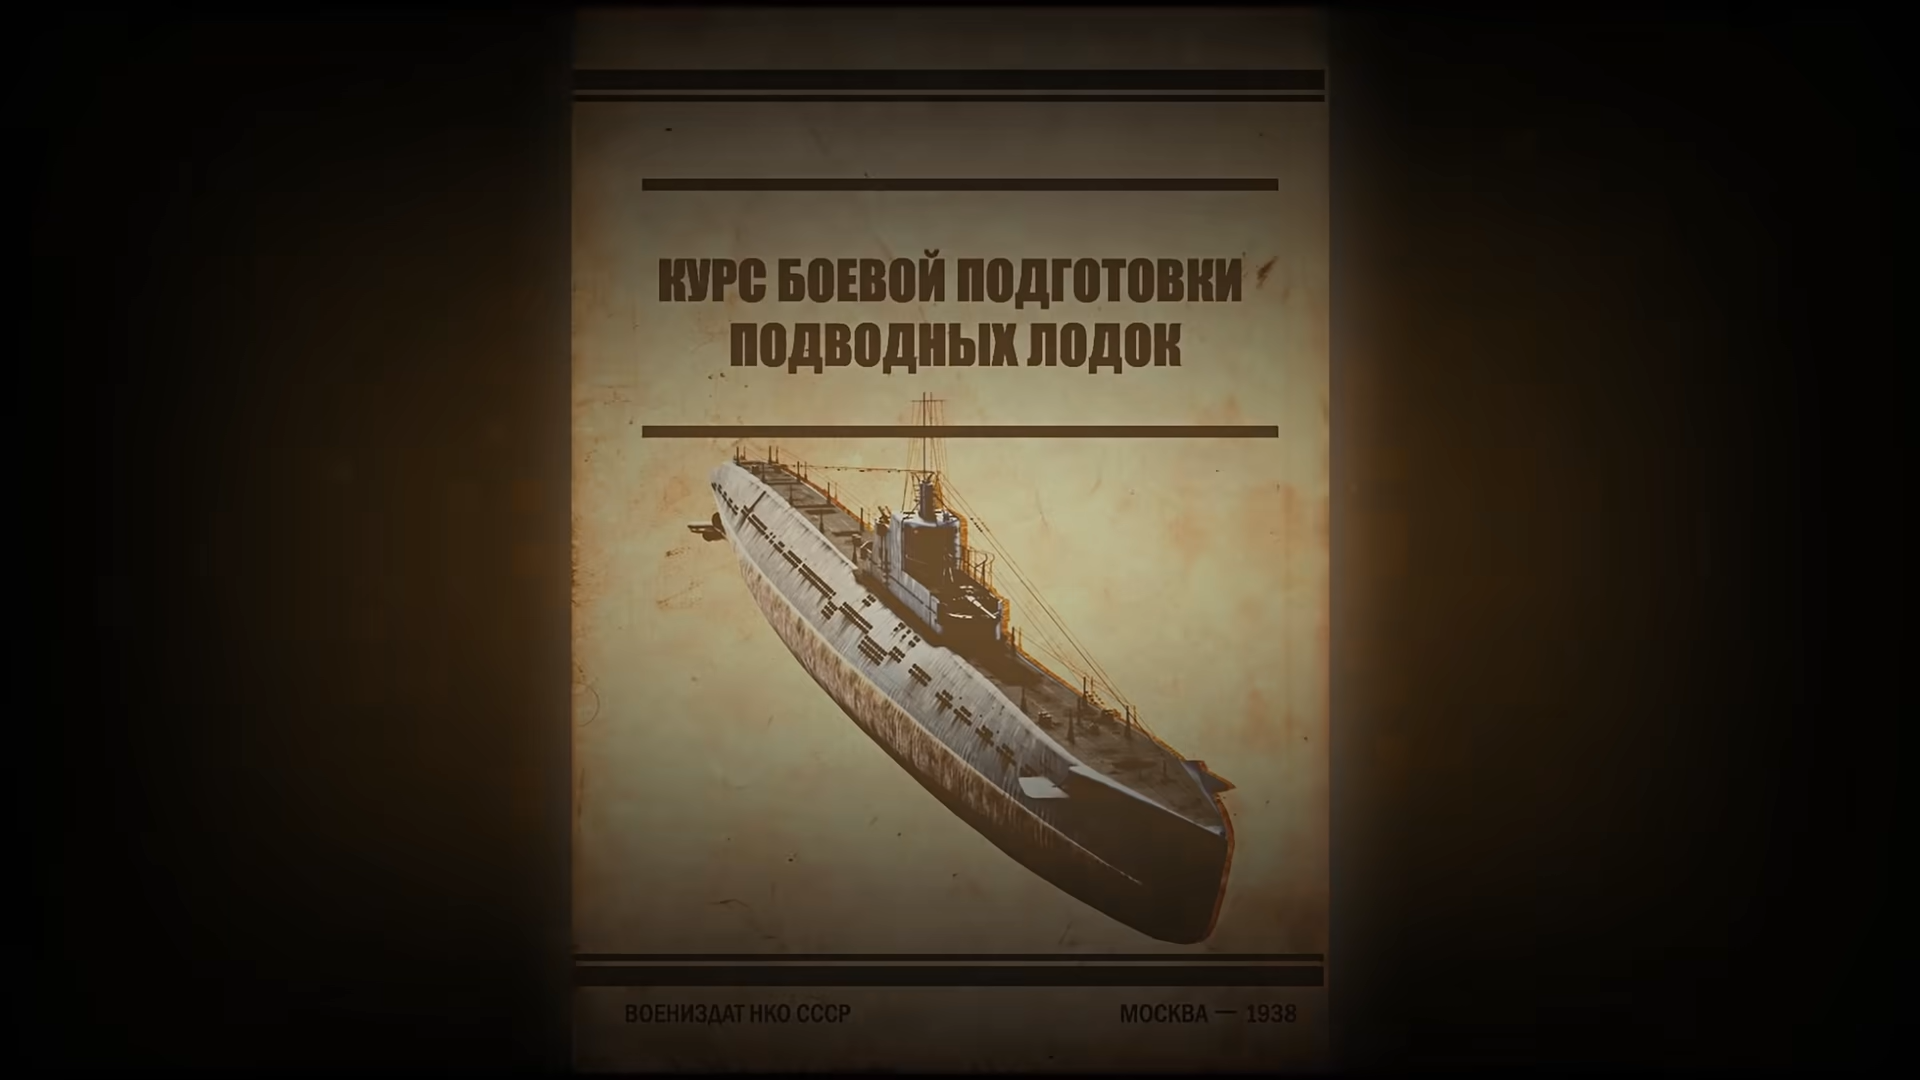 КУРС БОЕВОЙ ПОДГОТОВКИ
ПОДВОДНЫХ ЛОДОК
ВОЕНИЗДАТ НКО СССР
МОСКВА — 1938